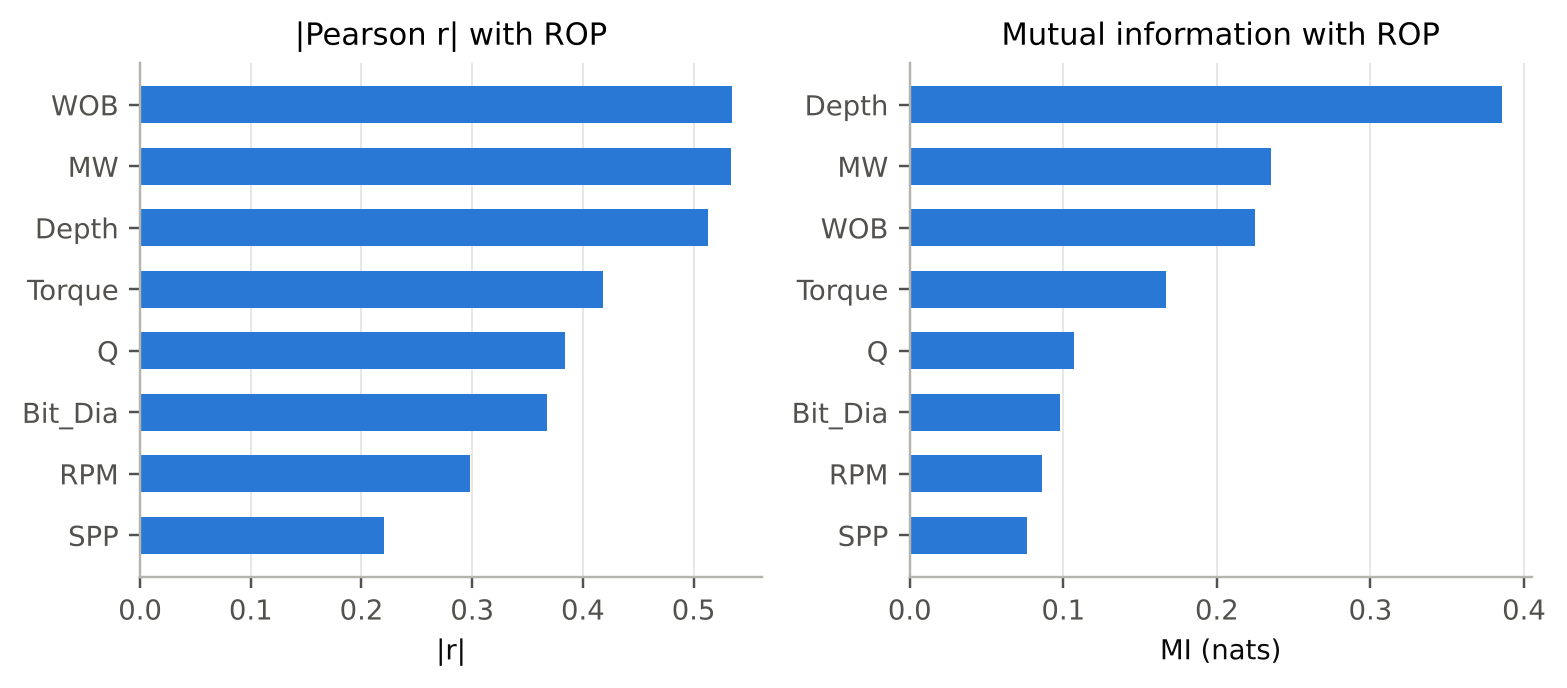 |Pearson r| with ROP
WOB
MW
Depth
Torque
Q
Bit_Dia
RPM
SPP
0.0 0.1 0.2 0.3 0.4 0.5
|r|
Mutual information with ROP
Depth
MW
WOB
Torque
Q
Bit_Dia
RPM
SPP
0.0 0.1 0.2 0.3 0.4
MI (nats)